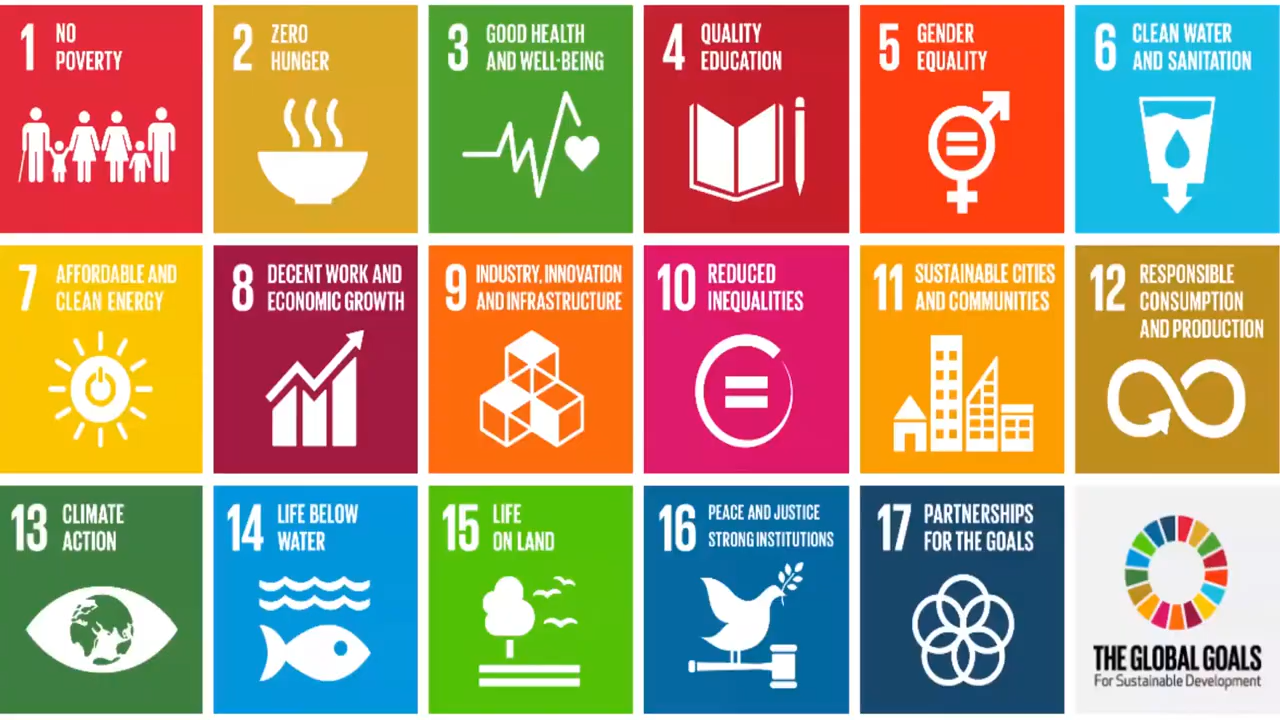 1 NO
POVERTY
2 ZERO
HUNGER
3 GOOD HEALTH
AND WELL-BEING
4 QUALITY
EDUCATION
5 GENDER
EQUALITY
6 CLEAN WATER
AND SANITATION
7 AFFORDABLE AND
CLEAN ENERGY
8 DECENT WORK AND
ECONOMIC GROWTH
9 INDUSTRY, INNOVATION
AND INFRASTRUCTURE
10 REDUCED
INEQUALITIES
11 SUSTAINABLE CITIES
AND COMMUNITIES
12 RESPONSIBLE
CONSUMPTION
AND PRODUCTION
13 CLIMATE
ACTION
14 LIFE BELOW
WATER
15 LIFE
ON LAND
16 PEACE AND JUSTICE
STRONG INSTITUTIONS
17 PARTNERSHIPS
FOR THE GOALS
THE GLOBAL GOALS
For Sustainable Development